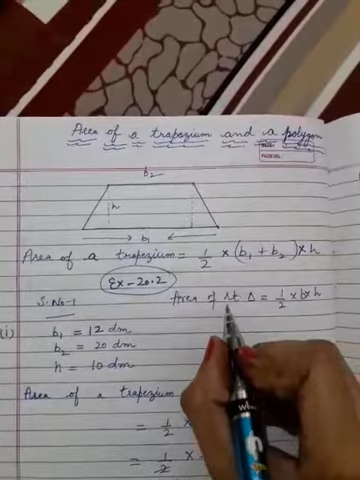 Area of a trapezium and a polygon
PAGE NO.:
b₂
h
b₁
Area of a trapezium = 1/2 × (b₁ + b₂) × h
Ex-20.2
S.No-1
Area of rt. Δ = 1/2 × b × h
(i) b₁ = 12 dm
b₂ = 20 dm
h = 10 dm
Area of a trapezium
= 1/2 ×
= 1/2 ×